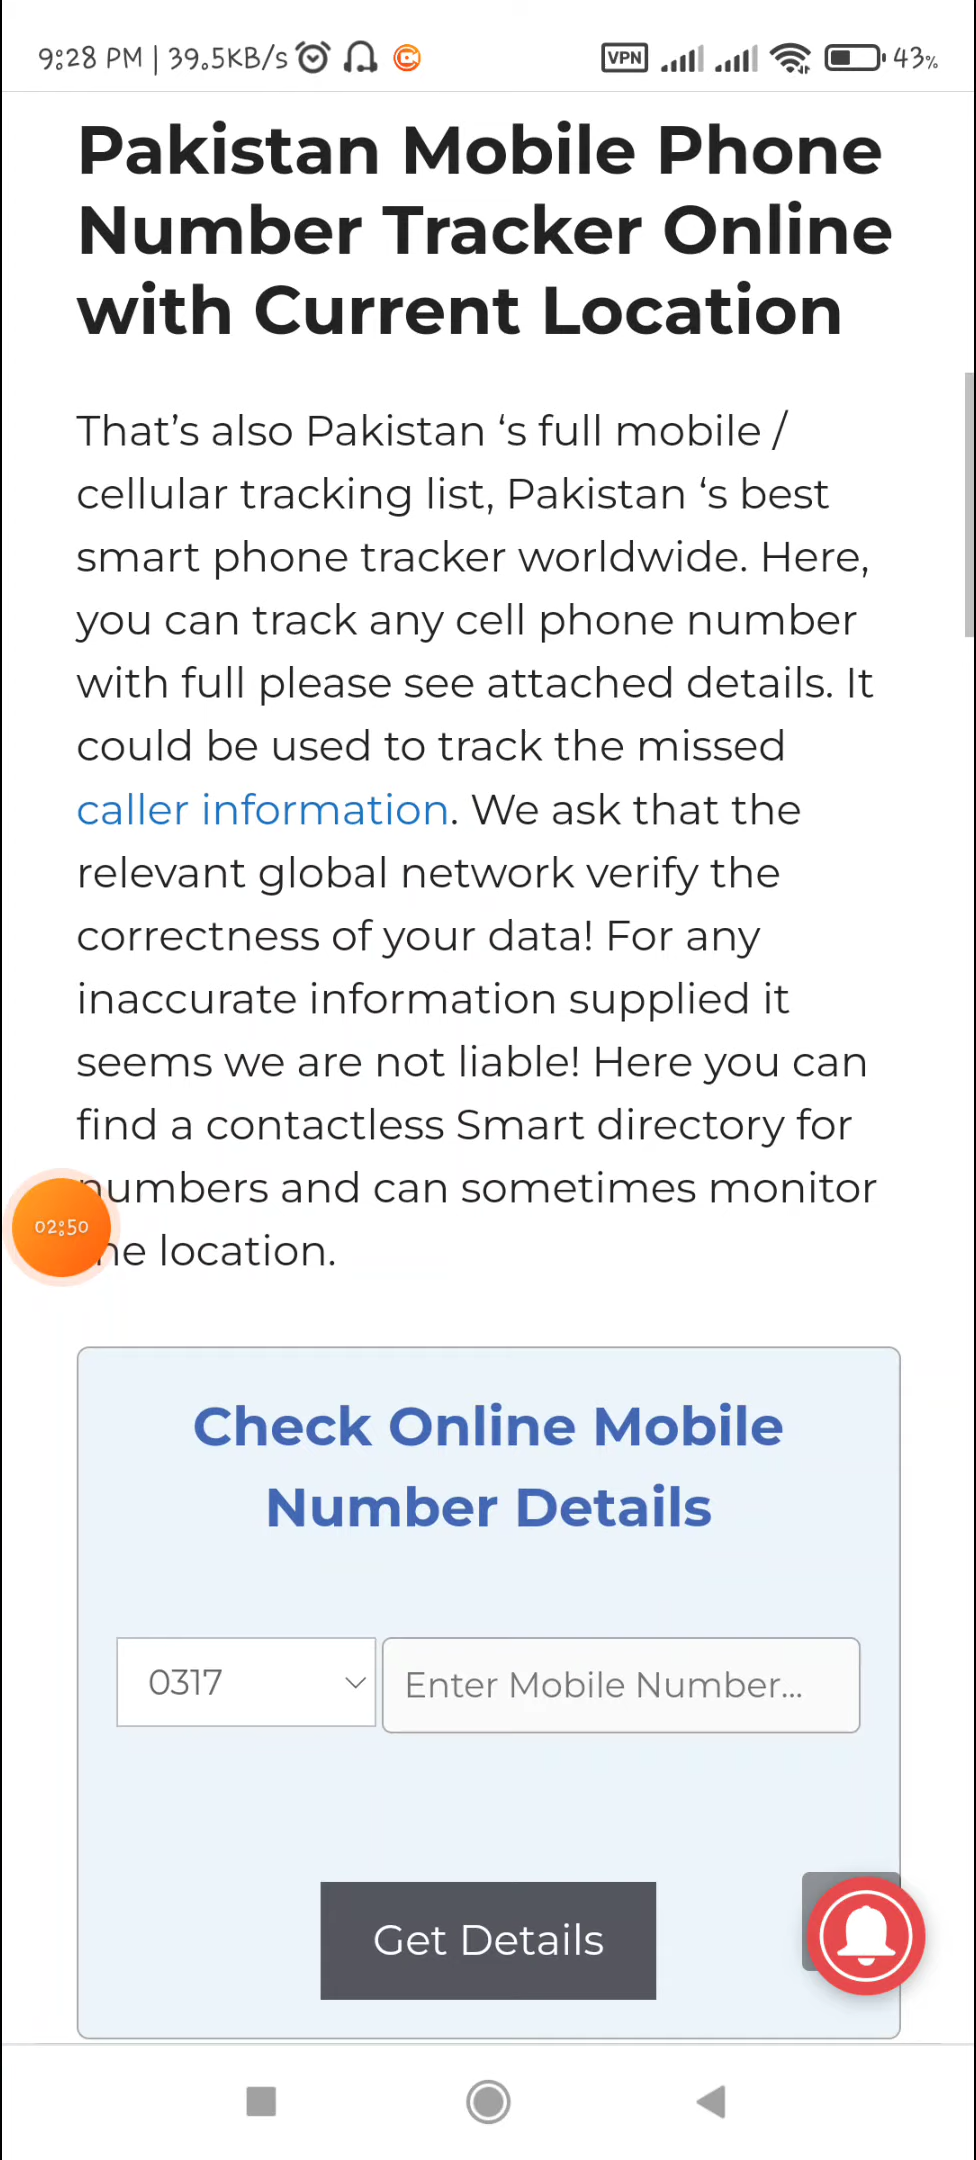 9:28 PM | 39.5KB/s
VPN
43%
Pakistan Mobile Phone
Number Tracker Online
with Current Location
That’s also Pakistan ‘s full mobile /
cellular tracking list, Pakistan ‘s best
smart phone tracker worldwide. Here,
you can track any cell phone number
with full please see attached details. It
could be used to track the missed
caller information. We ask that the
relevant global network verify the
correctness of your data! For any
inaccurate information supplied it
seems we are not liable! Here you can
find a contactless Smart directory for
numbers and can sometimes monitor
02:50
he location.
Check Online Mobile
Number Details
0317
Enter Mobile Number...
Get Details